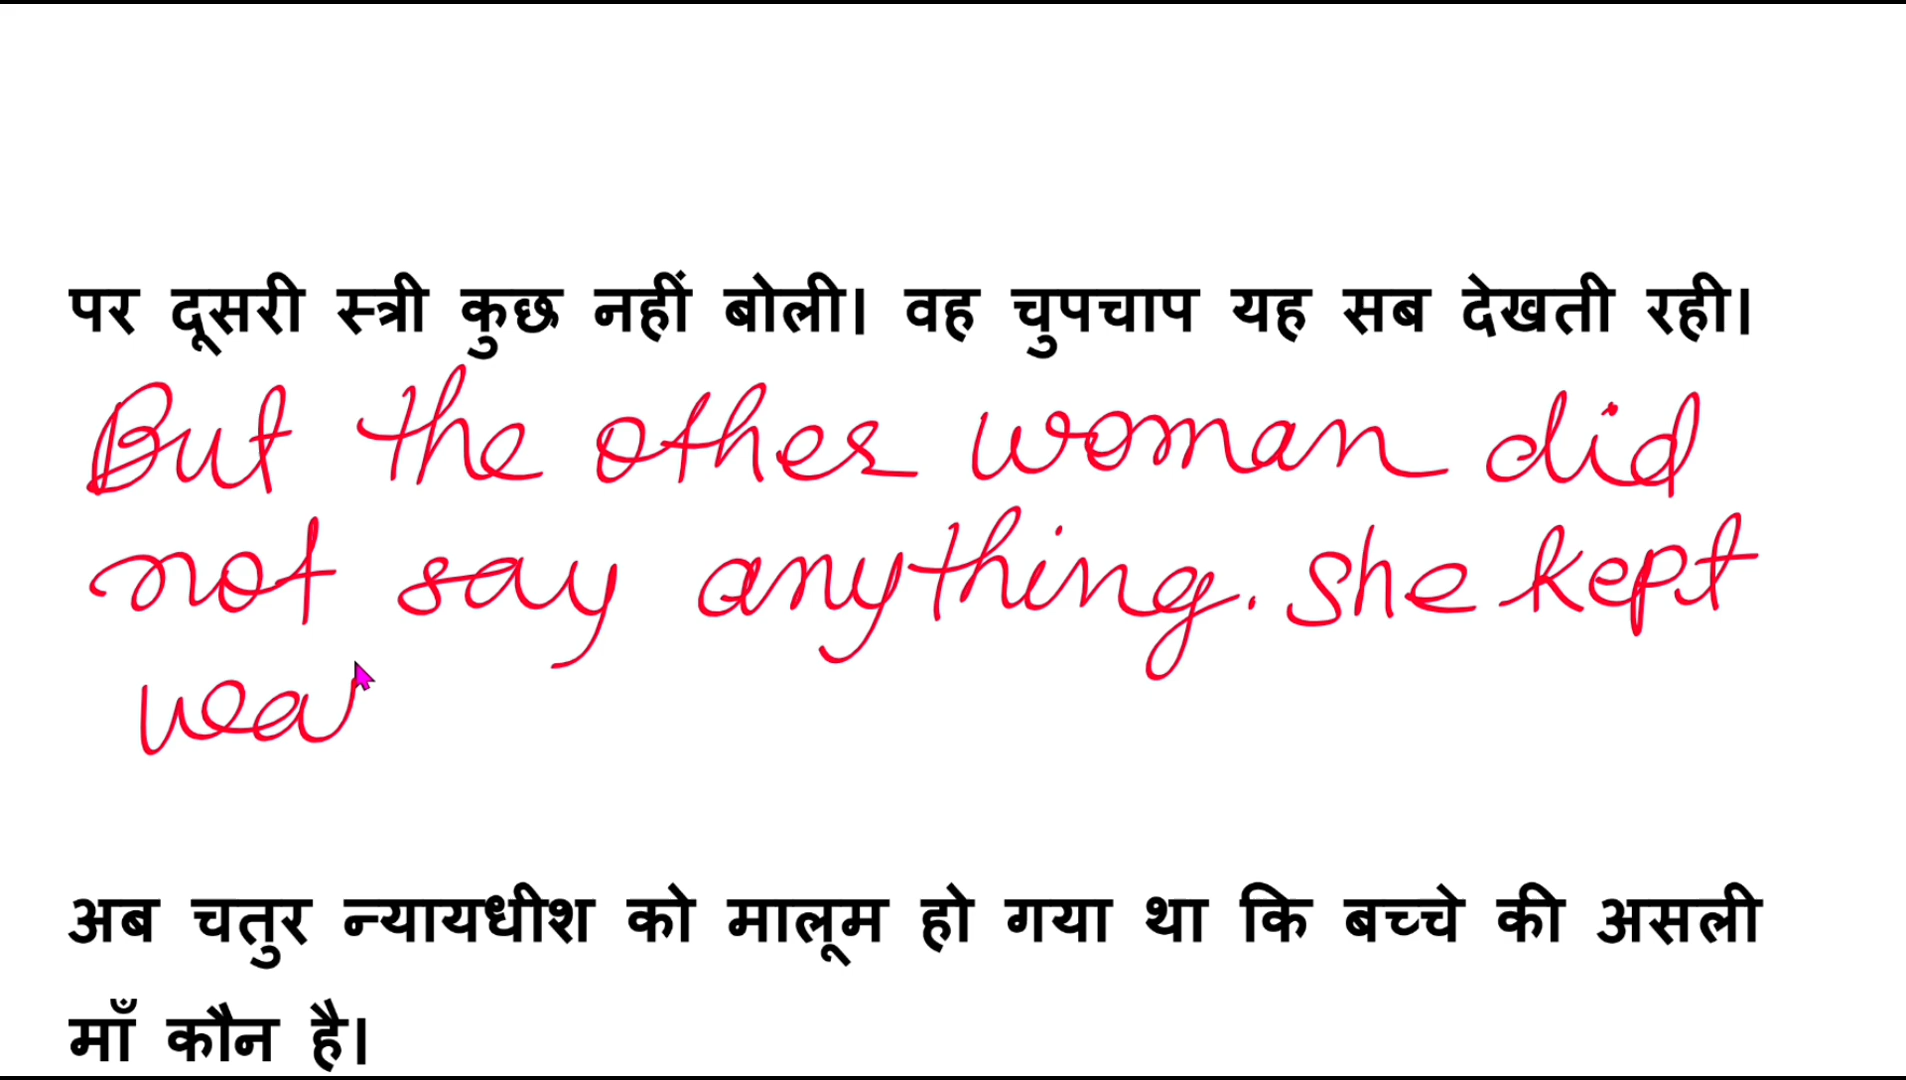 पर दूसरी स्त्री कुछ नहीं बोली। वह चुपचाप यह सब देखती रही।
But the other woman did
not say anything. She kept
अब चतुर न्यायधीश को मालूम हो गया था कि बच्चे की असली
माँ कौन है।